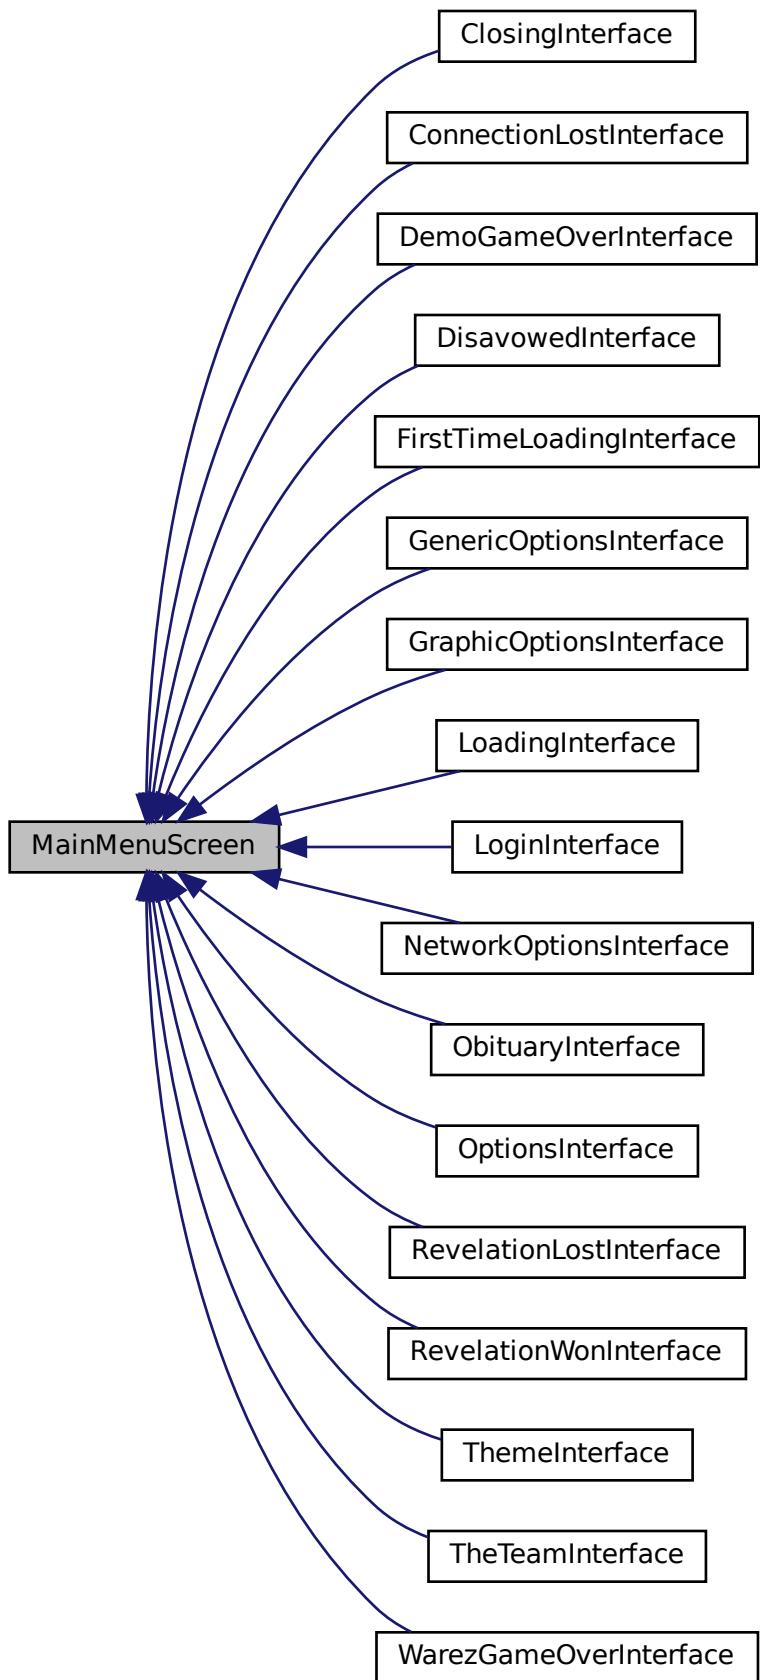 ClosingInterface
ConnectionLostInterface
DemoGameOverInterface
DisavowedInterface
FirstTimeLoadingInterface
GenericOptionsInterface
GraphicOptionsInterface
LoadingInterface
MainMenuScreen
LoginInterface
NetworkOptionsInterface
ObituaryInterface
OptionsInterface
RevelationLostInterface
RevelationWonInterface
ThemeInterface
TheTeamInterface
WarezGameOverInterface